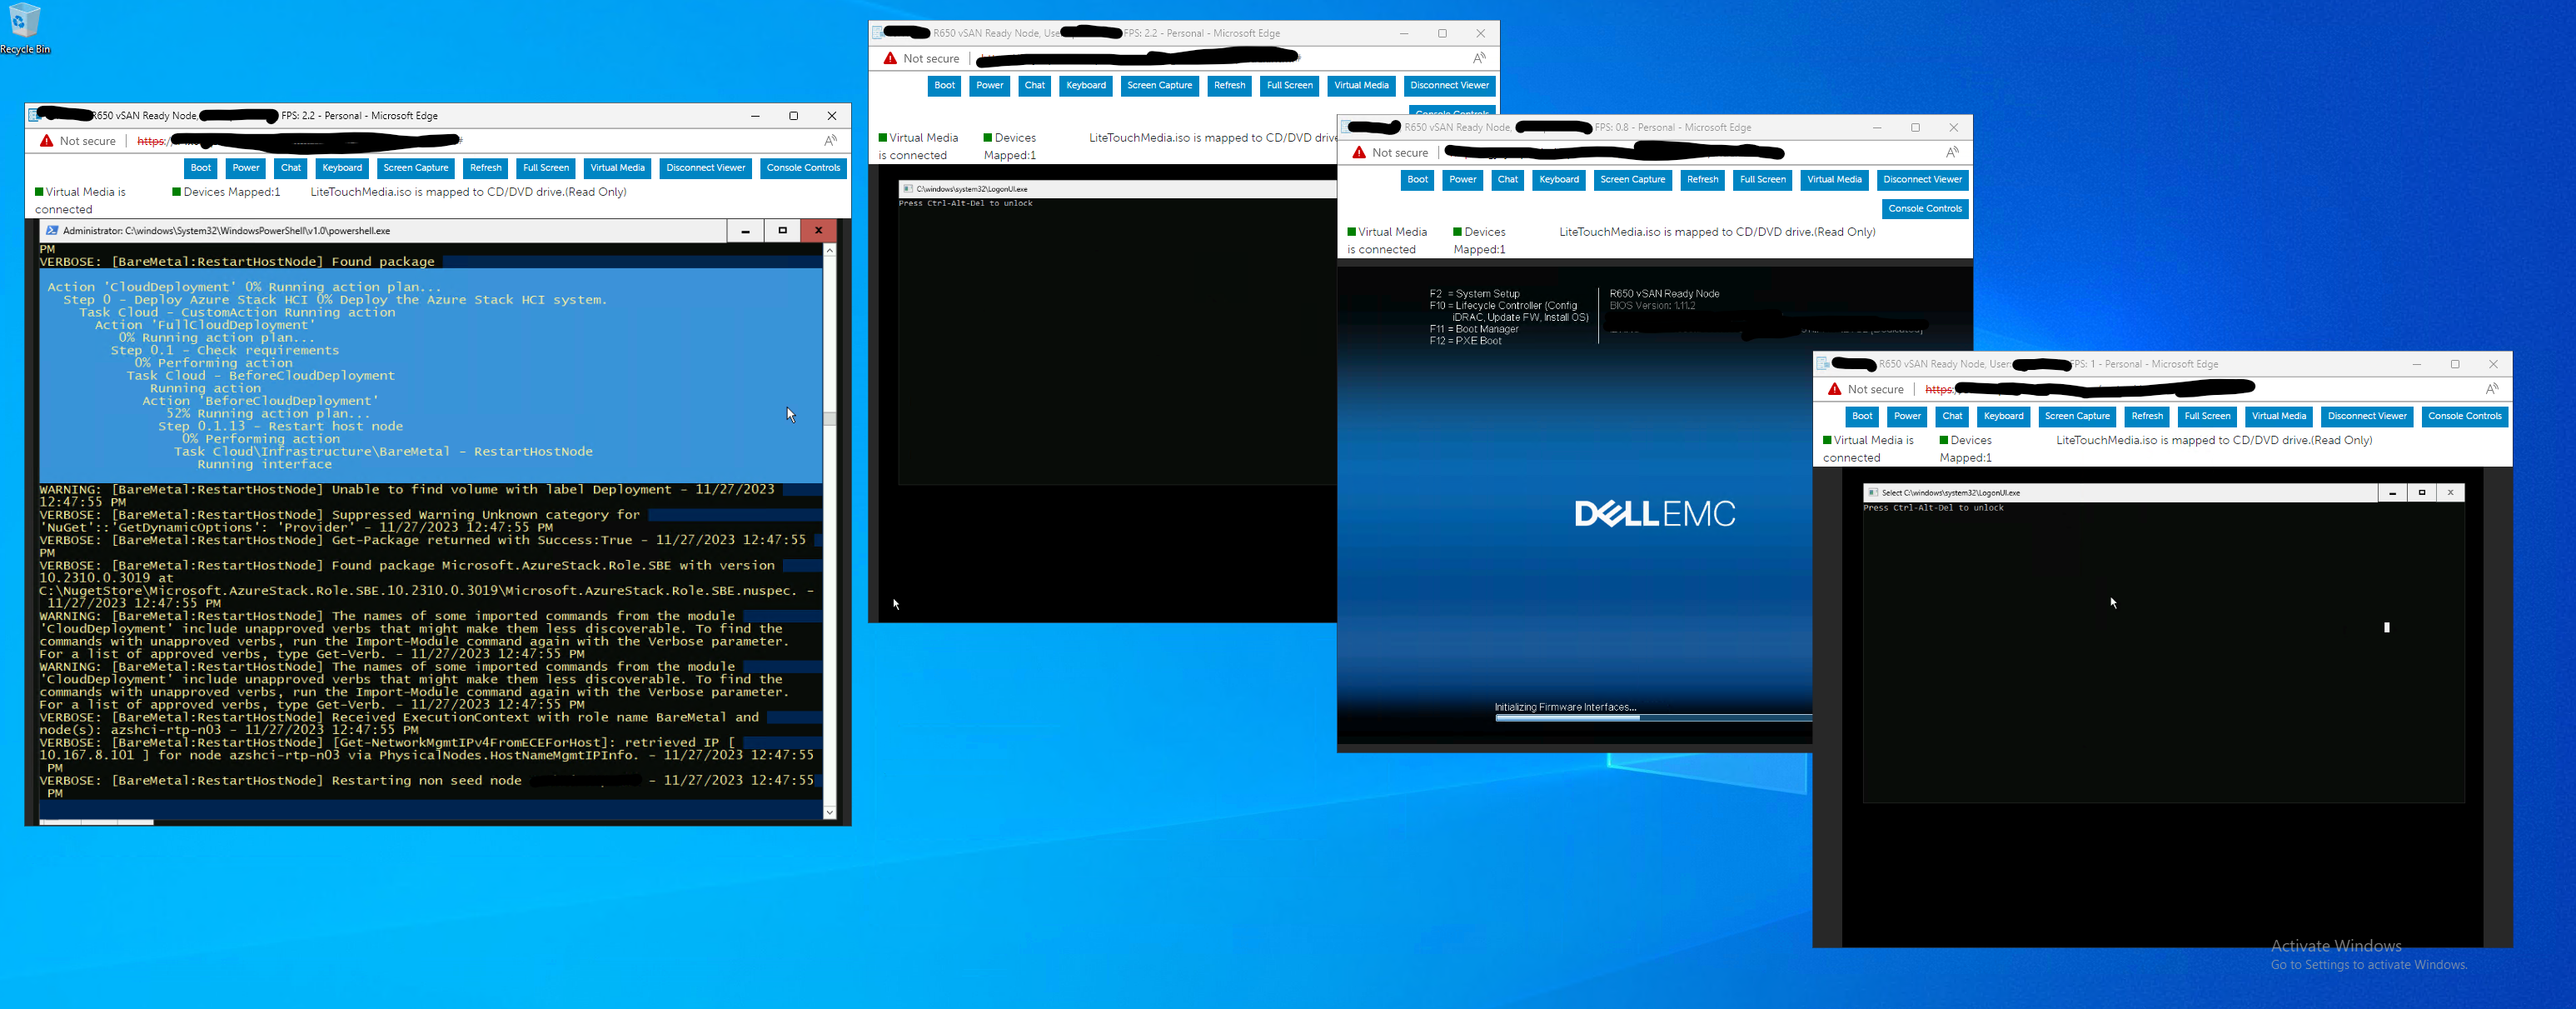 Recycle Bin
R650 vSAN Ready Node, FPS: 2.2 - Personal - Microsoft Edge
Not secure https:/
Boot Power Chat Keyboard Screen Capture Refresh Full Screen Virtual Media Disconnect Viewer Console Controls
Virtual Media is connected
Devices Mapped:1
LiteTouchMedia.iso is mapped to CD/DVD drive.(Read Only)
Administrator: C:\windows\System32\WindowsPowerShell\v1.0\powershell.exe
PM
VERBOSE: [BareMetal:RestartHostNode] Found package
Action 'CloudDeployment' 0% Running action plan...
Step 0 - Deploy Azure Stack HCI 0% Deploy the Azure Stack HCI system.
Task Cloud - CustomAction Running action
Action 'FullCloudDeployment'
0% Running action plan...
Step 0.1 - Check requirements
0% Performing action
Task Cloud - BeforeCloudDeployment
Running action
Action 'BeforeCloudDeployment'
52% Running action plan...
Step 0.1.13 - Restart host node
0% Performing action
Task Cloud\Infrastructure\BareMetal - RestartHostNode
Running interface
WARNING: [BareMetal:RestartHostNode] Unable to find volume with label Deployment - 11/27/2023
12:47:55 PM
VERBOSE: [BareMetal:RestartHostNode] Suppressed Warning Unknown category for
'NuGet'::'GetDynamicOptions': 'Provider' - 11/27/2023 12:47:55 PM
VERBOSE: [BareMetal:RestartHostNode] Get-Package returned with Success:True - 11/27/2023 12:47:55
PM
VERBOSE: [BareMetal:RestartHostNode] Found package Microsoft.AzureStack.Role.SBE with version
10.2310.0.3019 at
C:\NugetStore\Microsoft.AzureStack.Role.SBE.10.2310.0.3019\Microsoft.AzureStack.Role.SBE.nuspec. -
11/27/2023 12:47:55 PM
WARNING: [BareMetal:RestartHostNode] The names of some imported commands from the module
'CloudDeployment' include unapproved verbs that might make them less discoverable. To find the
commands with unapproved verbs, run the Import-Module command again with the Verbose parameter.
For a list of approved verbs, type Get-Verb. - 11/27/2023 12:47:55 PM
WARNING: [BareMetal:RestartHostNode] The names of some imported commands from the module
'CloudDeployment' include unapproved verbs that might make them less discoverable. To find the
commands with unapproved verbs, run the Import-Module command again with the Verbose parameter.
For a list of approved verbs, type Get-Verb. - 11/27/2023 12:47:55 PM
VERBOSE: [BareMetal:RestartHostNode] Received ExecutionContext with role name BareMetal and
node(s): azshci-rtp-n03 - 11/27/2023 12:47:55 PM
VERBOSE: [BareMetal:RestartHostNode] [Get-NetworkMgmtIPv4FromECEForHost]: retrieved IP [
10.167.8.101 ] for node azshci-rtp-n03 via PhysicalNodes.HostNameMgmtIPInfo. - 11/27/2023 12:47:55
PM
VERBOSE: [BareMetal:RestartHostNode] Restarting non seed node - 11/27/2023 12:47:55
PM
R650 vSAN Ready Node, Use FPS: 2.2 - Personal - Microsoft Edge
Not secure
Boot Power Chat Keyboard Screen Capture Refresh Full Screen Virtual Media Disconnect Viewer
Console Controls
Virtual Media is connected
Devices Mapped:1
LiteTouchMedia.iso is mapped to CD/DVD drive
C:\windows\system32\LogonUI.exe
Press Ctrl-Alt-Del to unlock
R650 vSAN Ready Node, FPS: 0.8 - Personal - Microsoft Edge
Not secure
Boot Power Chat Keyboard Screen Capture Refresh Full Screen Virtual Media Disconnect Viewer
Console Controls
Virtual Media is connected
Devices Mapped:1
LiteTouchMedia.iso is mapped to CD/DVD drive.(Read Only)
F2 = System Setup
F10 = Lifecycle Controller (Config
iDRAC, Update FW, Install OS)
F11 = Boot Manager
F12 = PXE Boot
R650 vSAN Ready Node
BIOS Version: 1.11.2
DELLEMC
Initializing Firmware Interfaces...
R650 vSAN Ready Node, User: FPS: 1 - Personal - Microsoft Edge
Not secure https:
Boot Power Chat Keyboard Screen Capture Refresh Full Screen Virtual Media Disconnect Viewer Console Controls
Virtual Media is connected
Devices Mapped:1
LiteTouchMedia.iso is mapped to CD/DVD drive.(Read Only)
Select C:\windows\system32\LogonUI.exe
Press Ctrl-Alt-Del to unlock
Activate Windows
Go to Settings to activate Windows.